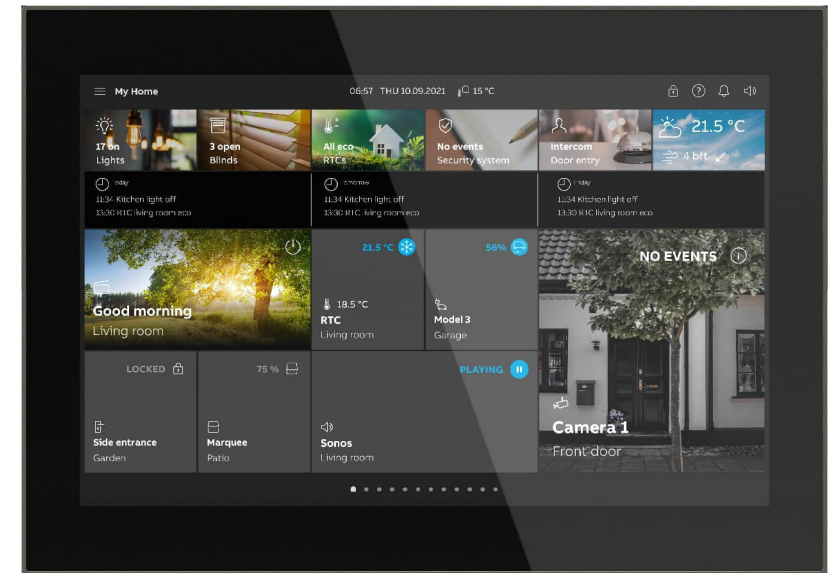 My Home
06:57 THU 10.09.2021 15 °C
17 on
Lights
3 open
Blinds
All eco
RTCs
No events
Security system
Intercom
Door entry
21.5 °C
4 bft
11:34 Kitchen light off
13:30 RTC living room eco
11:34 Kitchen light off
13:30 RTC living room eco
11:34 Kitchen light off
13:30 RTC living room eco
Good morning
Living room
21.5 °C
18.5 °C
RTC
Living room
56%
Model 3
Garage
NO EVENTS
Camera 1
Front door
LOCKED
Side entrance
Garden
75 %
Marquee
Patio
PLAYING
Sonos
Living room